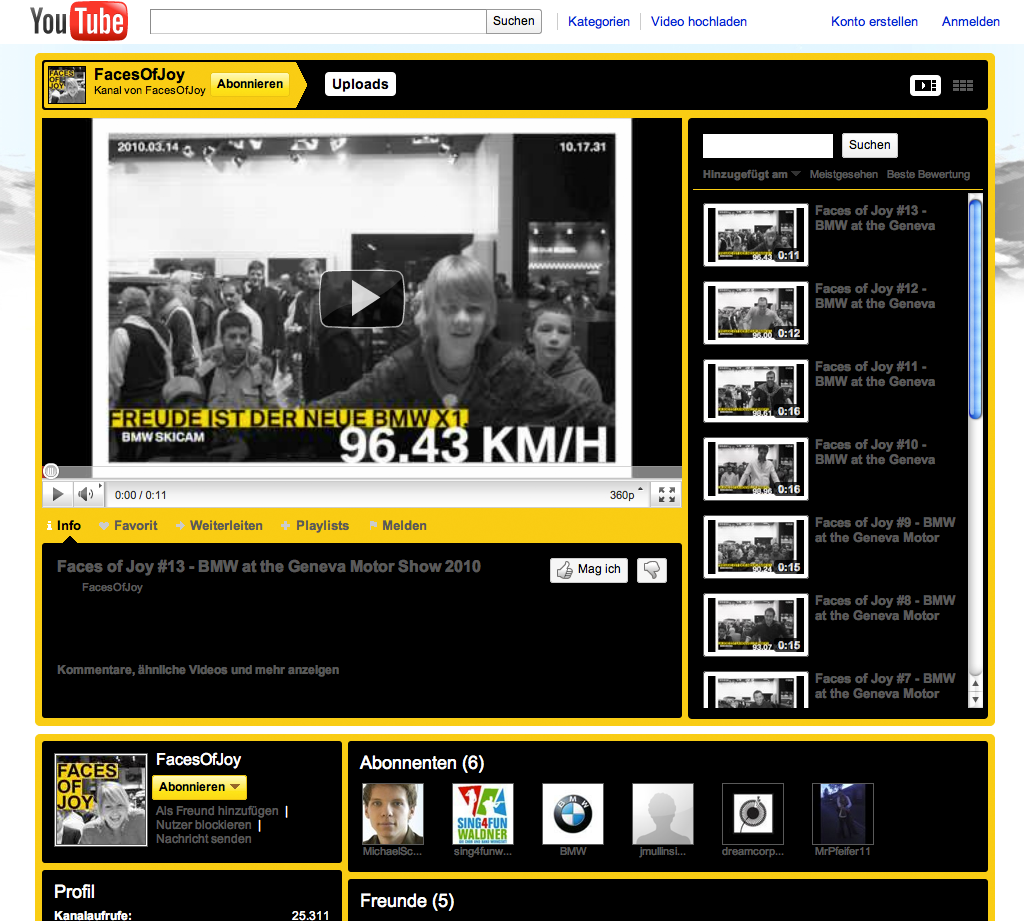 YouTube
Suchen
Kategorien
Video hochladen
Konto erstellen
Anmelden
FACES OF JOY
FacesOfJoy
Kanal von FacesOfJoy
Abonnieren
Uploads
2010.03.14
10.17.31
FREUDE IST DER NEUE BMW X1.
BMW SKICAM
96.43 KM/H
0:00 / 0:11
360p
Info
Favorit
Weiterleiten
Playlists
Melden
Faces of Joy #13 - BMW at the Geneva Motor Show 2010
FacesOfJoy
Mag ich
Kommentare, ähnliche Videos und mehr anzeigen
Suchen
Hinzugefügt am
Meistgesehen
Beste Bewertung
0:11
Faces of Joy #13 -
BMW at the Geneva
0:12
Faces of Joy #12 -
BMW at the Geneva
0:16
Faces of Joy #11 -
BMW at the Geneva
0:16
Faces of Joy #10 -
BMW at the Geneva
0:15
Faces of Joy #9 - BMW
at the Geneva Motor
0:15
Faces of Joy #8 - BMW
at the Geneva Motor
Faces of Joy #7 - BMW
at the Geneva Motor
FACES
OF
JOY
FacesOfJoy
Abonnieren
Als Freund hinzufügen |
Nutzer blockieren |
Nachricht senden
Profil
Kanalaufrufe: 25.311
Abonnenten (6)
SING4FUN
WALDNER
BMW
MichaelSc...
sing4funw...
BMW
jmullinsi...
dreamcorp...
MrPfeifer11
Freunde (5)